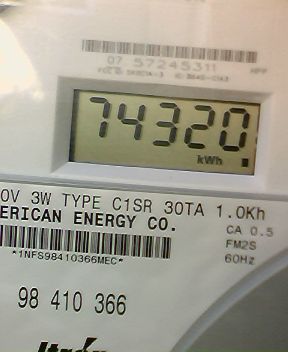 07 57245311
74320
kWh
0V 3W TYPE C1SR 30TA 1.0Kh
ERICAN ENERGY CO.
CA 0.5
FM2S
60Hz
*1NFS98410366MEC*
98 410 366
Itron